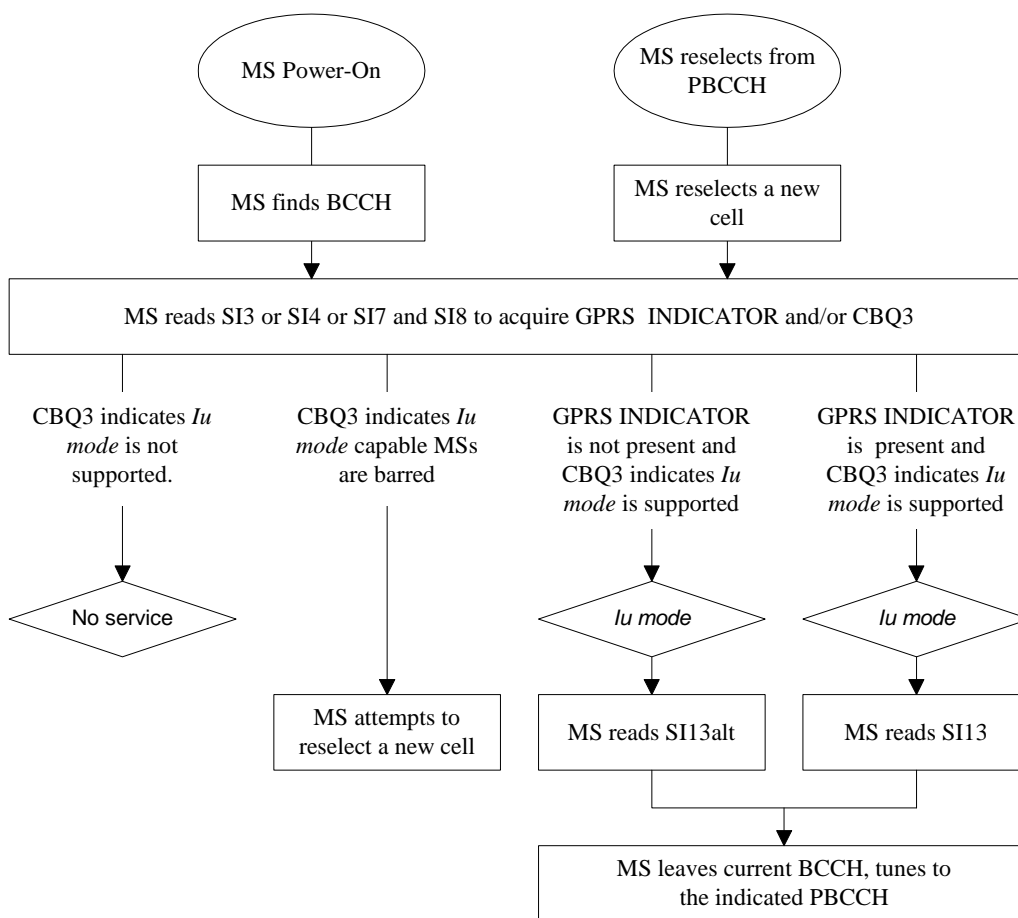 MS Power-On
MS reselects from
PBCCH
MS finds BCCH
MS reselects a new
cell
MS reads SI3 or SI4 or SI7 and SI8 to acquire GPRS INDICATOR and/or CBQ3
CBQ3 indicates Iu
mode is not
supported.
CBQ3 indicates Iu
mode capable MSs
are barred
GPRS INDICATOR
is not present and
CBQ3 indicates Iu
mode is supported
GPRS INDICATOR
is present and
CBQ3 indicates Iu
mode is supported
No service
Iu mode
Iu mode
MS attempts to
reselect a new cell
MS reads SI13alt
MS reads SI13
MS leaves current BCCH, tunes to
the indicated PBCCH